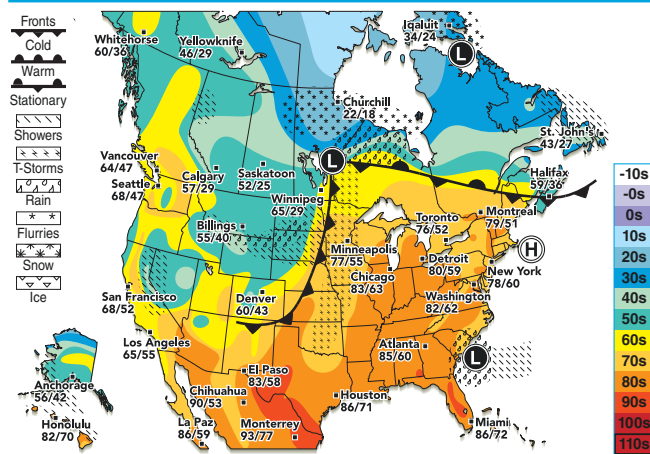 Fronts
Cold
Warm
Stationary
Showers
T-Storms
Rain
Flurries
Snow
Ice
Whitehorse
60/36
Yellowknife
46/29
Iqaluit
34/24
L
Churchill
22/18
St. John's
43/27
Vancouver
64/47
Seattle
68/47
Calgary
57/29
Saskatoon
52/25
L
Winnipeg
65/29
Halifax
59/36
Billings
55/40
Minneapolis
77/55
Toronto
76/52
Montreal
79/51
H
Detroit
80/59
Chicago
83/63
New York
78/60
San Francisco
68/52
Denver
60/43
Washington
82/62
Los Angeles
65/55
Atlanta
85/60
L
El Paso
83/58
Anchorage
56/42
Chihuahua
90/53
Houston
86/71
Honolulu
82/70
La Paz
86/59
Monterrey
93/77
Miami
86/72
-10s
-0s
0s
10s
20s
30s
40s
50s
60s
70s
80s
90s
100s
110s